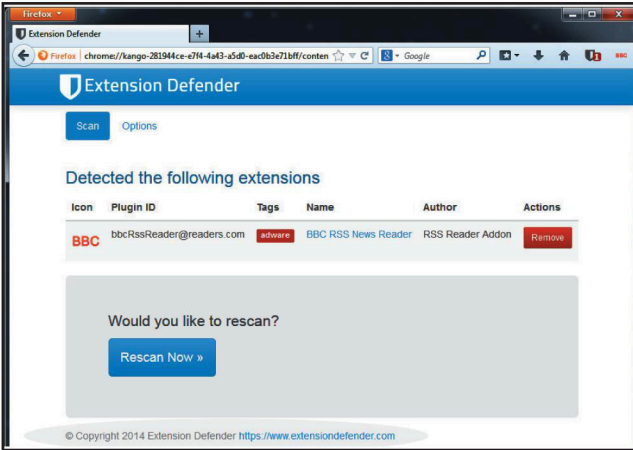 Firefox
Extension Defender
Firefox chrome://kango-281944ce-e7f4-4a43-a5d0-eac0b3e71bff/conten Google
BBC
Extension Defender
Scan Options
Detected the following extensions
Icon Plugin ID Tags Name Author Actions
BBC bbcRssReader@readers.com adware BBC RSS News Reader RSS Reader Addon Remove
Would you like to rescan?
Rescan Now »
© Copyright 2014 Extension Defender https://www.extensiondefender.com